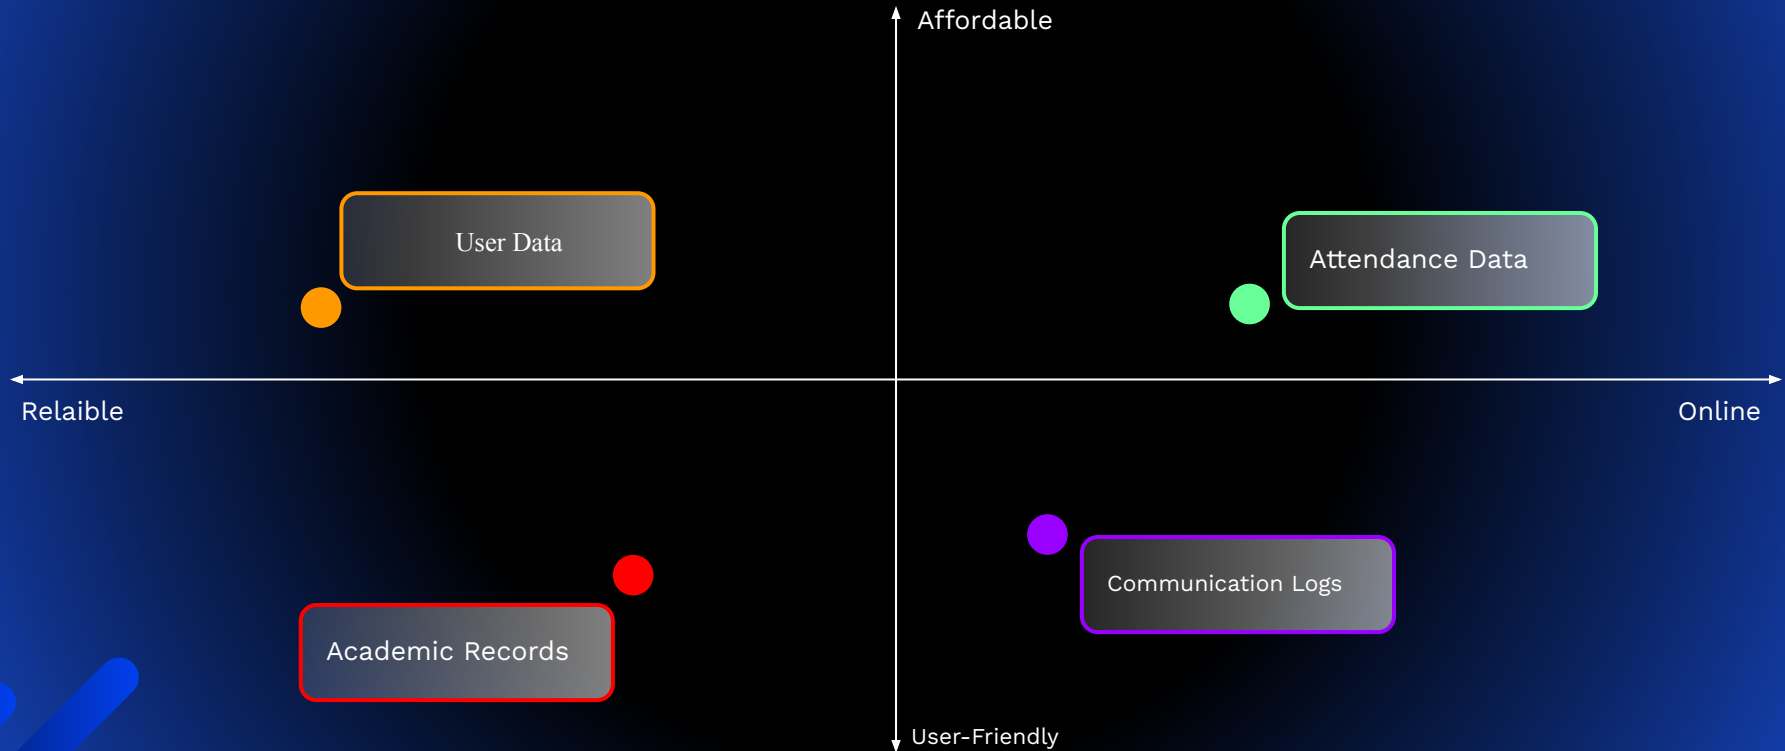 Affordable
User Data
Attendance Data
Relaible
Online
Communication Logs
Academic Records
User-Friendly